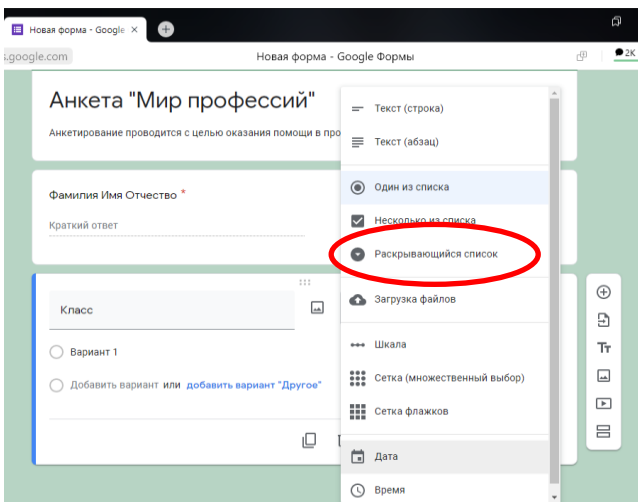 Новая форма - Google
s.google.com
Новая форма - Google Формы
2K
Анкета "Мир профессий"
Анкетирование проводится с целью оказания помощи в про
Фамилия Имя Отчество *
Краткий ответ
Класс
Вариант 1
Добавить вариант или добавить вариант "Другое"
Текст (строка)
Текст (абзац)
Один из списка
Несколько из списка
Раскрывающийся список
Загрузка файлов
Шкала
Сетка (множественный выбор)
Сетка флажков
Дата
Время
Тт